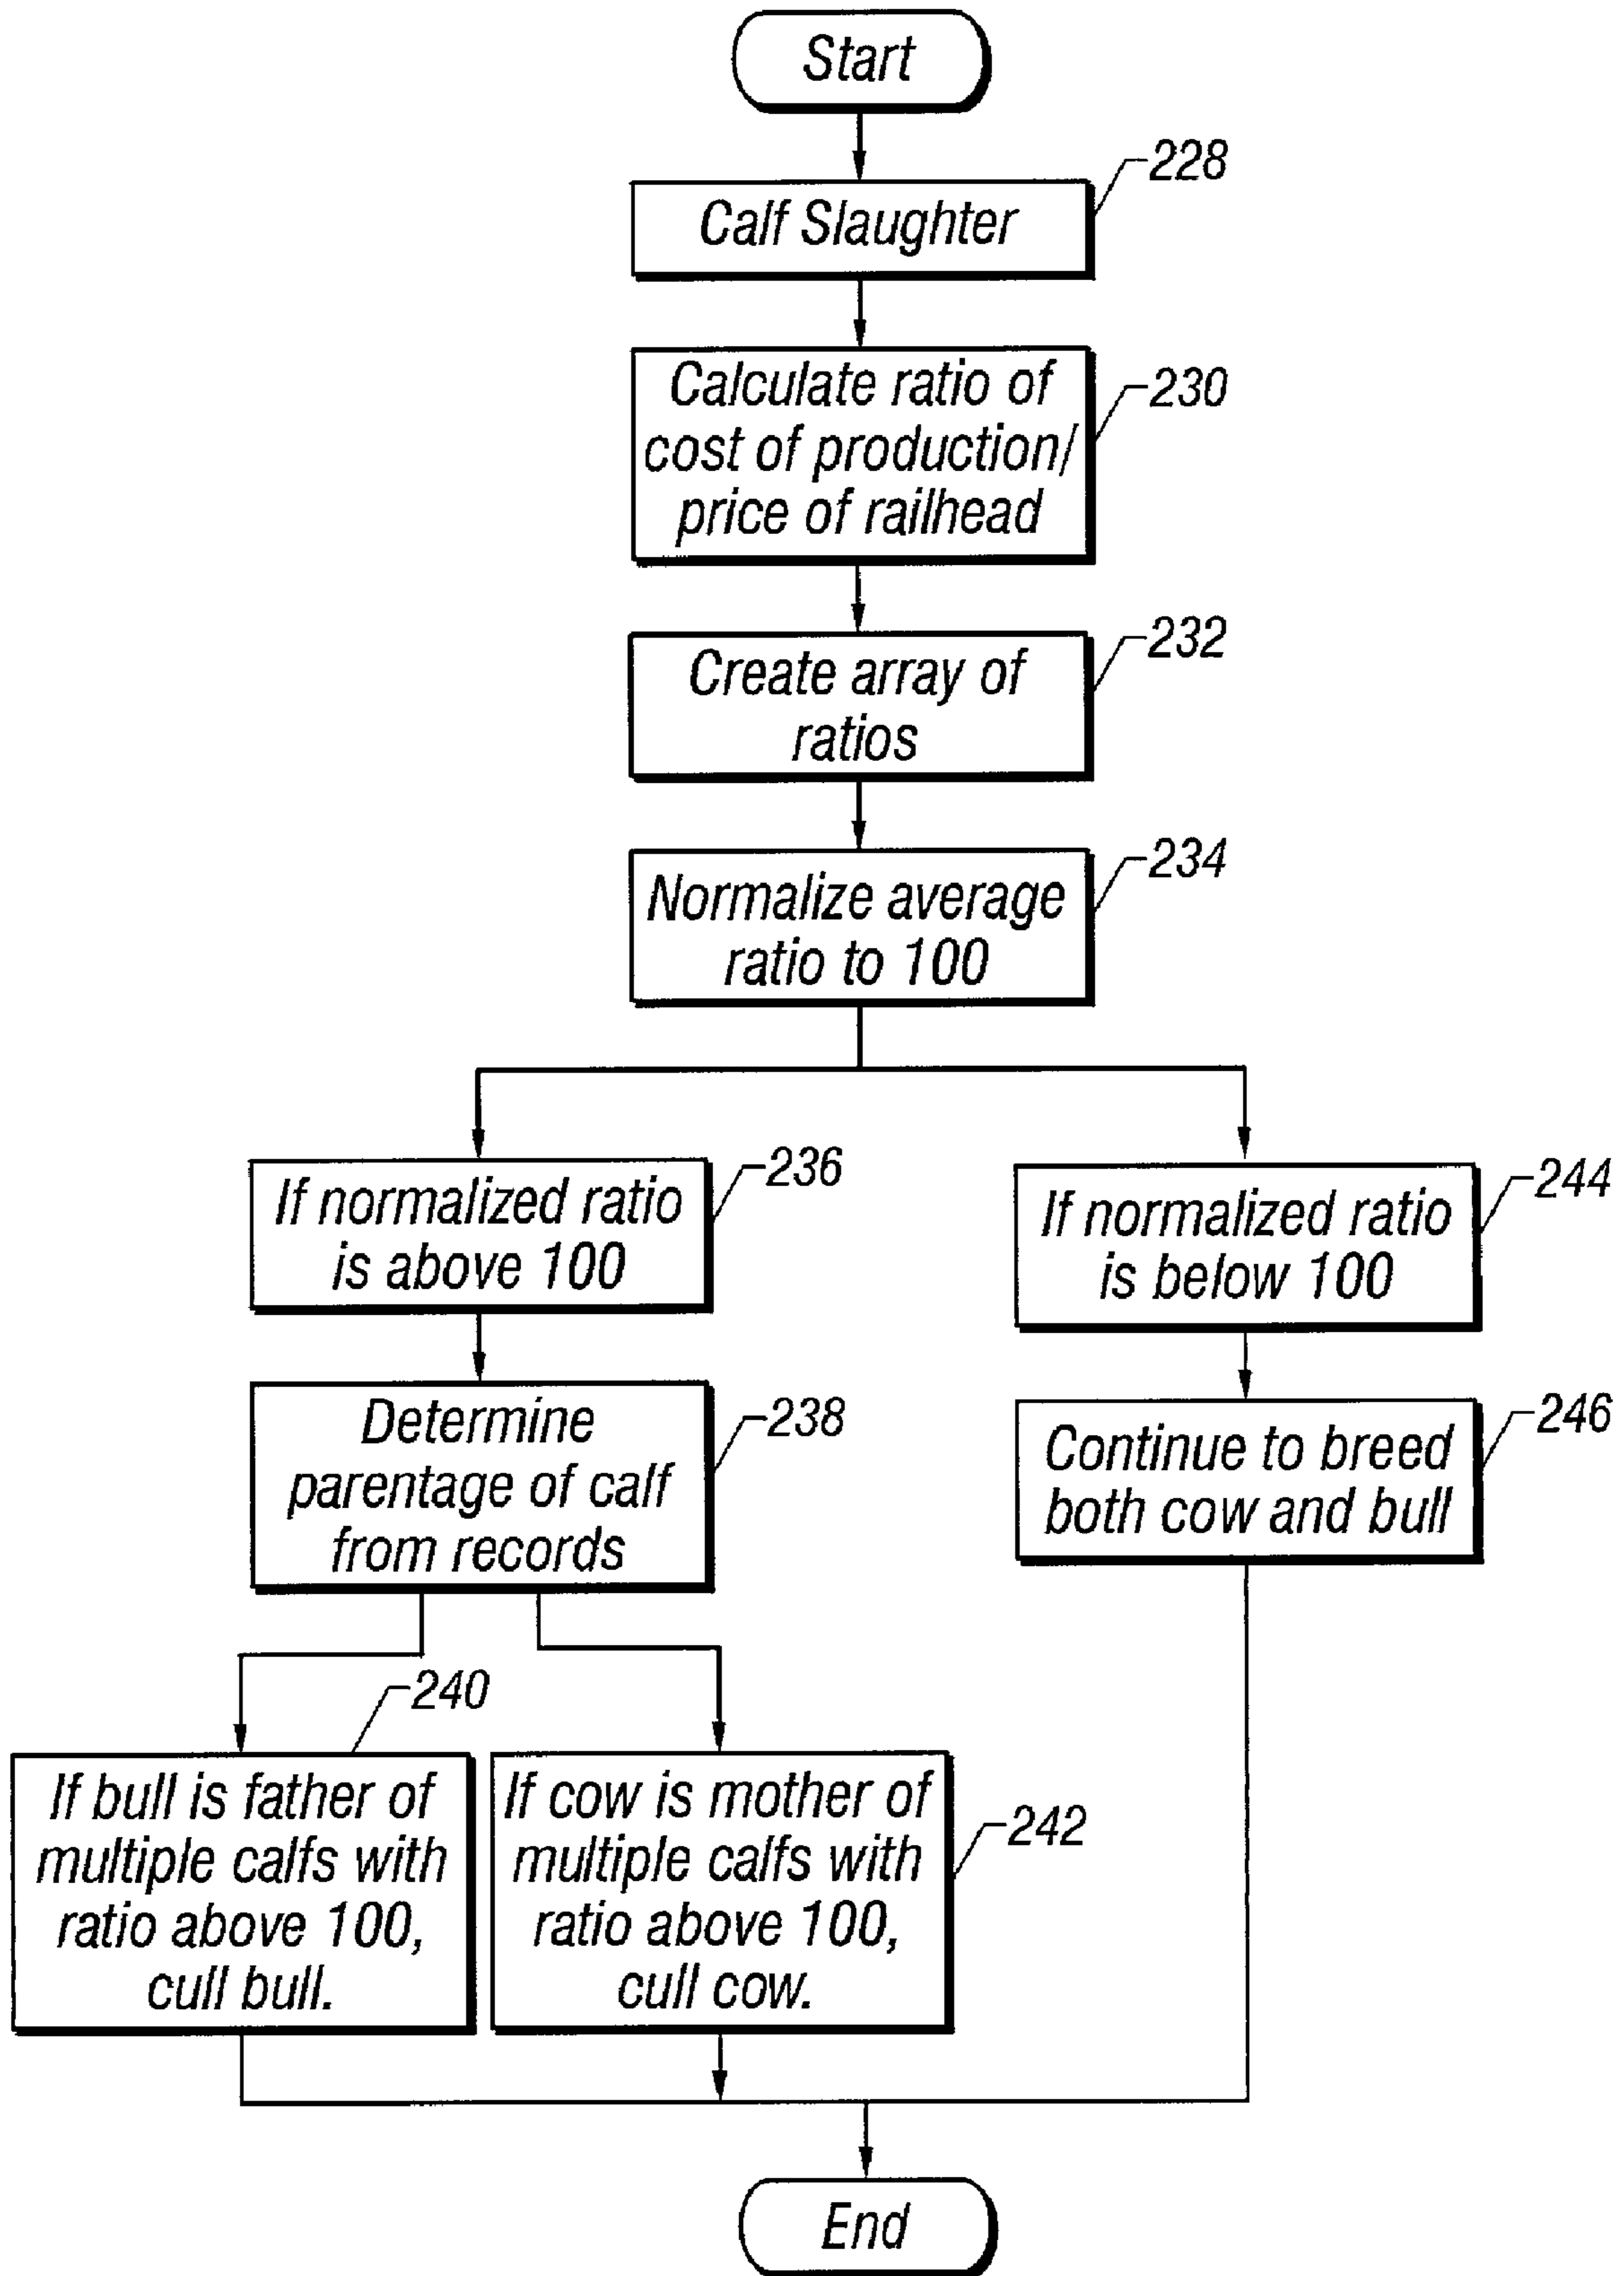 Start
228
Calf Slaughter
230
Calculate ratio of
cost of production/
price of railhead
232
Create array of
ratios
234
Normalize average
ratio to 100
236
If normalized ratio
is above 100
244
If normalized ratio
is below 100
238
Determine
parentage of calf
from records
246
Continue to breed
both cow and bull
240
If bull is father of
multiple calfs with
ratio above 100,
cull bull.
242
If cow is mother of
multiple calfs with
ratio above 100,
cull cow.
End